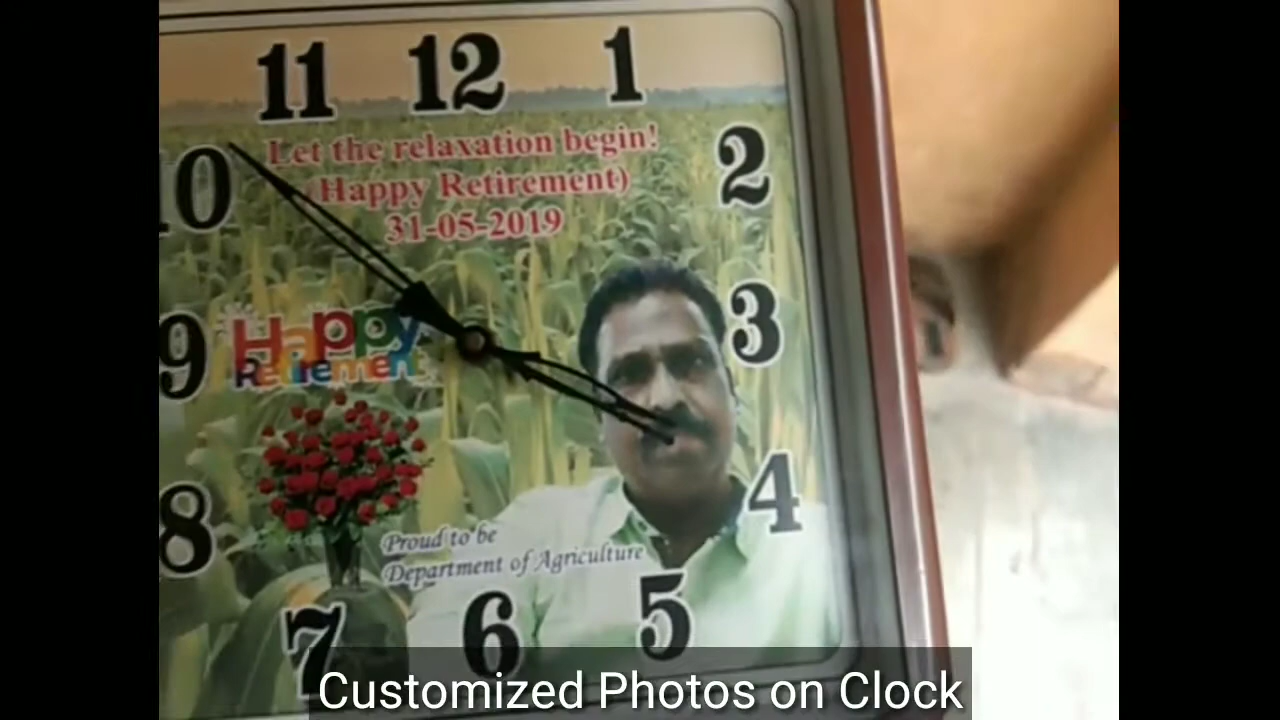 11 12 1
10 2
9 3
8 4
7 6 5
Let the relaxation begin!
(Happy Retirement)
31-05-2019
Happy
Retirement
Proud to be
Department of Agriculture
Customized Photos on Clock